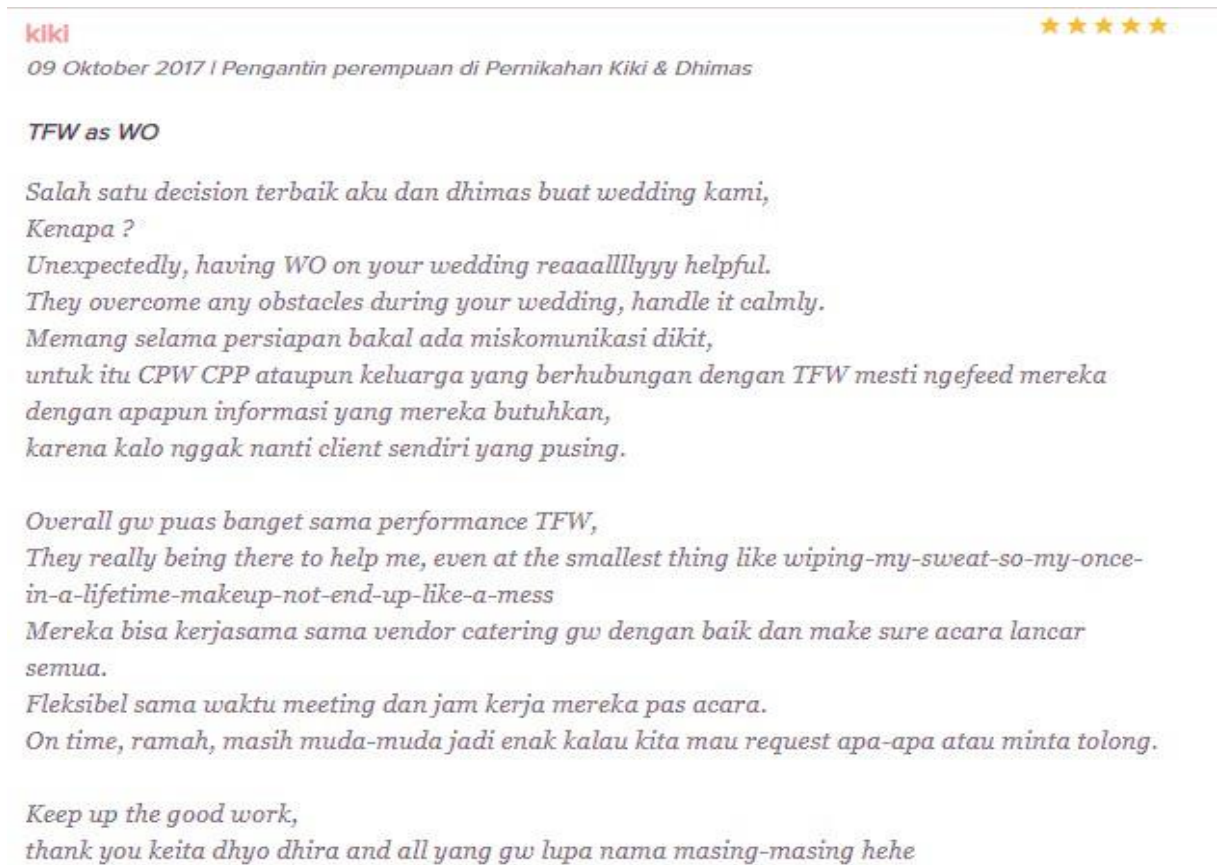 kiki
09 Oktober 2017 | Pengantin perempuan di Pernikahan Kiki & Dhimas
TFW as WO
Salah satu decision terbaik aku dan dhimas buat wedding kami,
Kenapa ?
Unexpectedly, having WO on your wedding reaaallllyyy helpful.
They overcome any obstacles during your wedding, handle it calmly.
Memang selama persiapan bakal ada miskomunikasi dikit,
untuk itu CPW CPP ataupun keluarga yang berhubungan dengan TFW mesti ngefeed mereka
dengan apapun informasi yang mereka butuhkan,
karena kalo nggak nanti client sendiri yang pusing.
Overall gw puas banget sama performance TFW,
They really being there to help me, even at the smallest thing like wiping-my-sweat-so-my-once-
in-a-lifetime-makeup-not-end-up-like-a-mess
Mereka bisa kerjasama sama vendor catering gw dengan baik dan make sure acara lancar
semua.
Fleksibel sama waktu meeting dan jam kerja mereka pas acara.
On time, ramah, masih muda-muda jadi enak kalau kita mau request apa-apa atau minta tolong.
Keep up the good work,
thank you keita dhyo dhira and all yang gw lupa nama masing-masing hehe